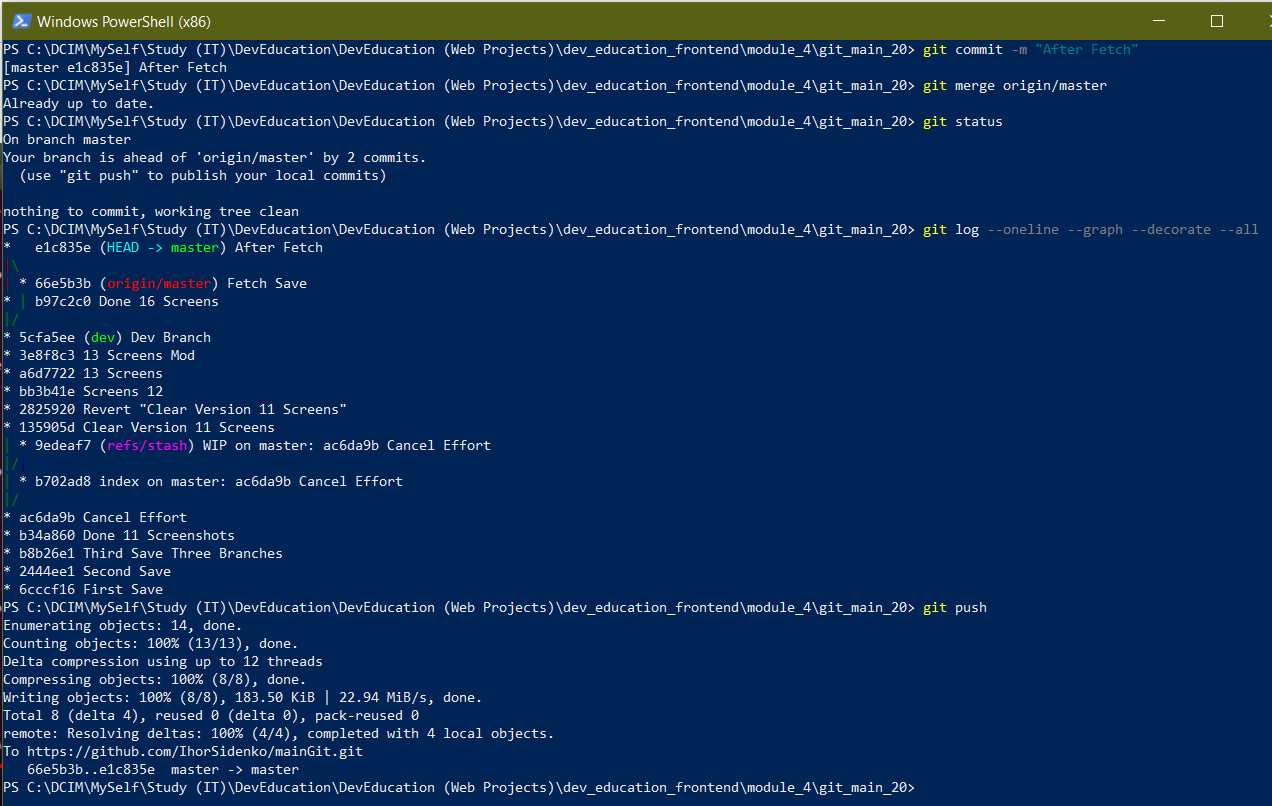 Windows PowerShell (x86)
PS C:\DCIM\MySelf\Study (IT)\DevEducation\DevEducation (Web Projects)\dev_education_frontend\module_4\git_main_20> git commit -m "After Fetch"
[master e1c835e] After Fetch
PS C:\DCIM\MySelf\Study (IT)\DevEducation\DevEducation (Web Projects)\dev_education_frontend\module_4\git_main_20> git merge origin/master
Already up to date.
PS C:\DCIM\MySelf\Study (IT)\DevEducation\DevEducation (Web Projects)\dev_education_frontend\module_4\git_main_20> git status
On branch master
Your branch is ahead of 'origin/master' by 2 commits.
  (use "git push" to publish your local commits)
nothing to commit, working tree clean
PS C:\DCIM\MySelf\Study (IT)\DevEducation\DevEducation (Web Projects)\dev_education_frontend\module_4\git_main_20> git log --oneline --graph --decorate --all
*   e1c835e (HEAD -> master) After Fetch
|\
| * 66e5b3b (origin/master) Fetch Save
* | b97c2c0 Done 16 Screens
|/
* 5cfa5ee (dev) Dev Branch
* 3e8f8c3 13 Screens Mod
* a6d7722 13 Screens
* bb3b41e Screens 12
* 2825920 Revert "Clear Version 11 Screens"
* 135905d Clear Version 11 Screens
| * 9edeaf7 (refs/stash) WIP on master: ac6da9b Cancel Effort
|/|
| * b702ad8 index on master: ac6da9b Cancel Effort
|/
* ac6da9b Cancel Effort
* b34a860 Done 11 Screenshots
* b8b26e1 Third Save Three Branches
* 2444ee1 Second Save
* 6cccf16 First Save
PS C:\DCIM\MySelf\Study (IT)\DevEducation\DevEducation (Web Projects)\dev_education_frontend\module_4\git_main_20> git push
Enumerating objects: 14, done.
Counting objects: 100% (13/13), done.
Delta compression using up to 12 threads
Compressing objects: 100% (8/8), done.
Writing objects: 100% (8/8), 183.50 KiB | 22.94 MiB/s, done.
Total 8 (delta 4), reused 0 (delta 0), pack-reused 0
remote: Resolving deltas: 100% (4/4), completed with 4 local objects.
To https://github.com/IhorSidenko/mainGit.git
   66e5b3b..e1c835e  master -> master
PS C:\DCIM\MySelf\Study (IT)\DevEducation\DevEducation (Web Projects)\dev_education_frontend\module_4\git_main_20>